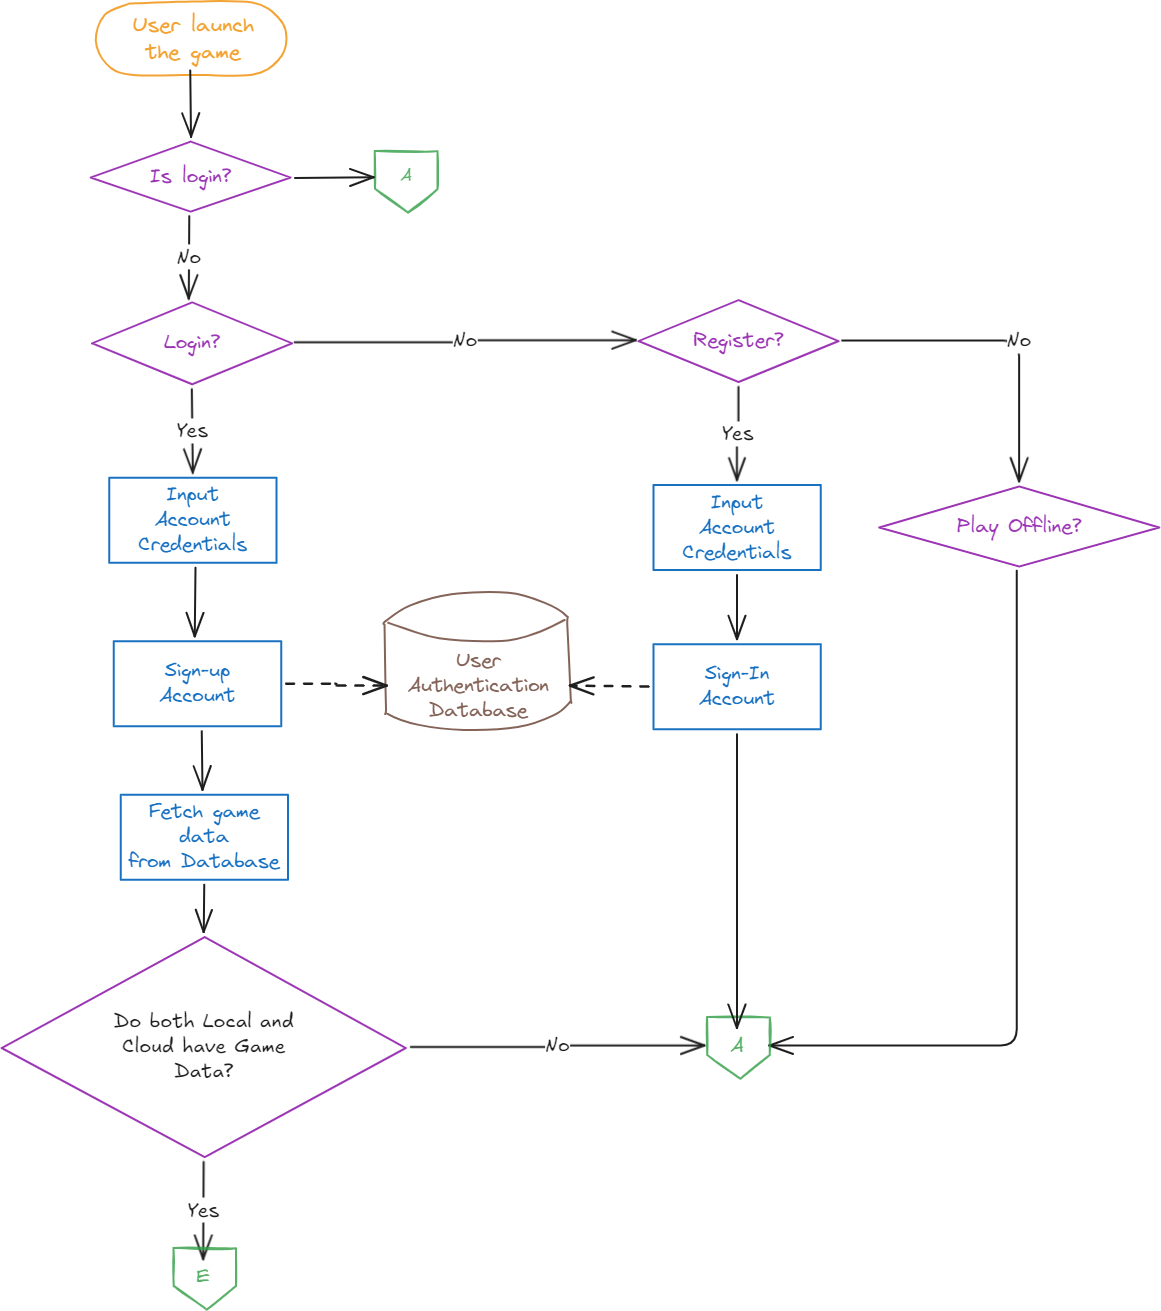 User launch
the game
Is login?
A
No
Login?
No
Register?
No
Yes
Yes
Input
Account
Credentials
Input
Account
Credentials
Play Offline?
Sign-up
Account
User
Authentication
Database
Sign-In
Account
Fetch game
data
from Database
Do both Local and
Cloud have Game
Data?
No
A
Yes
E